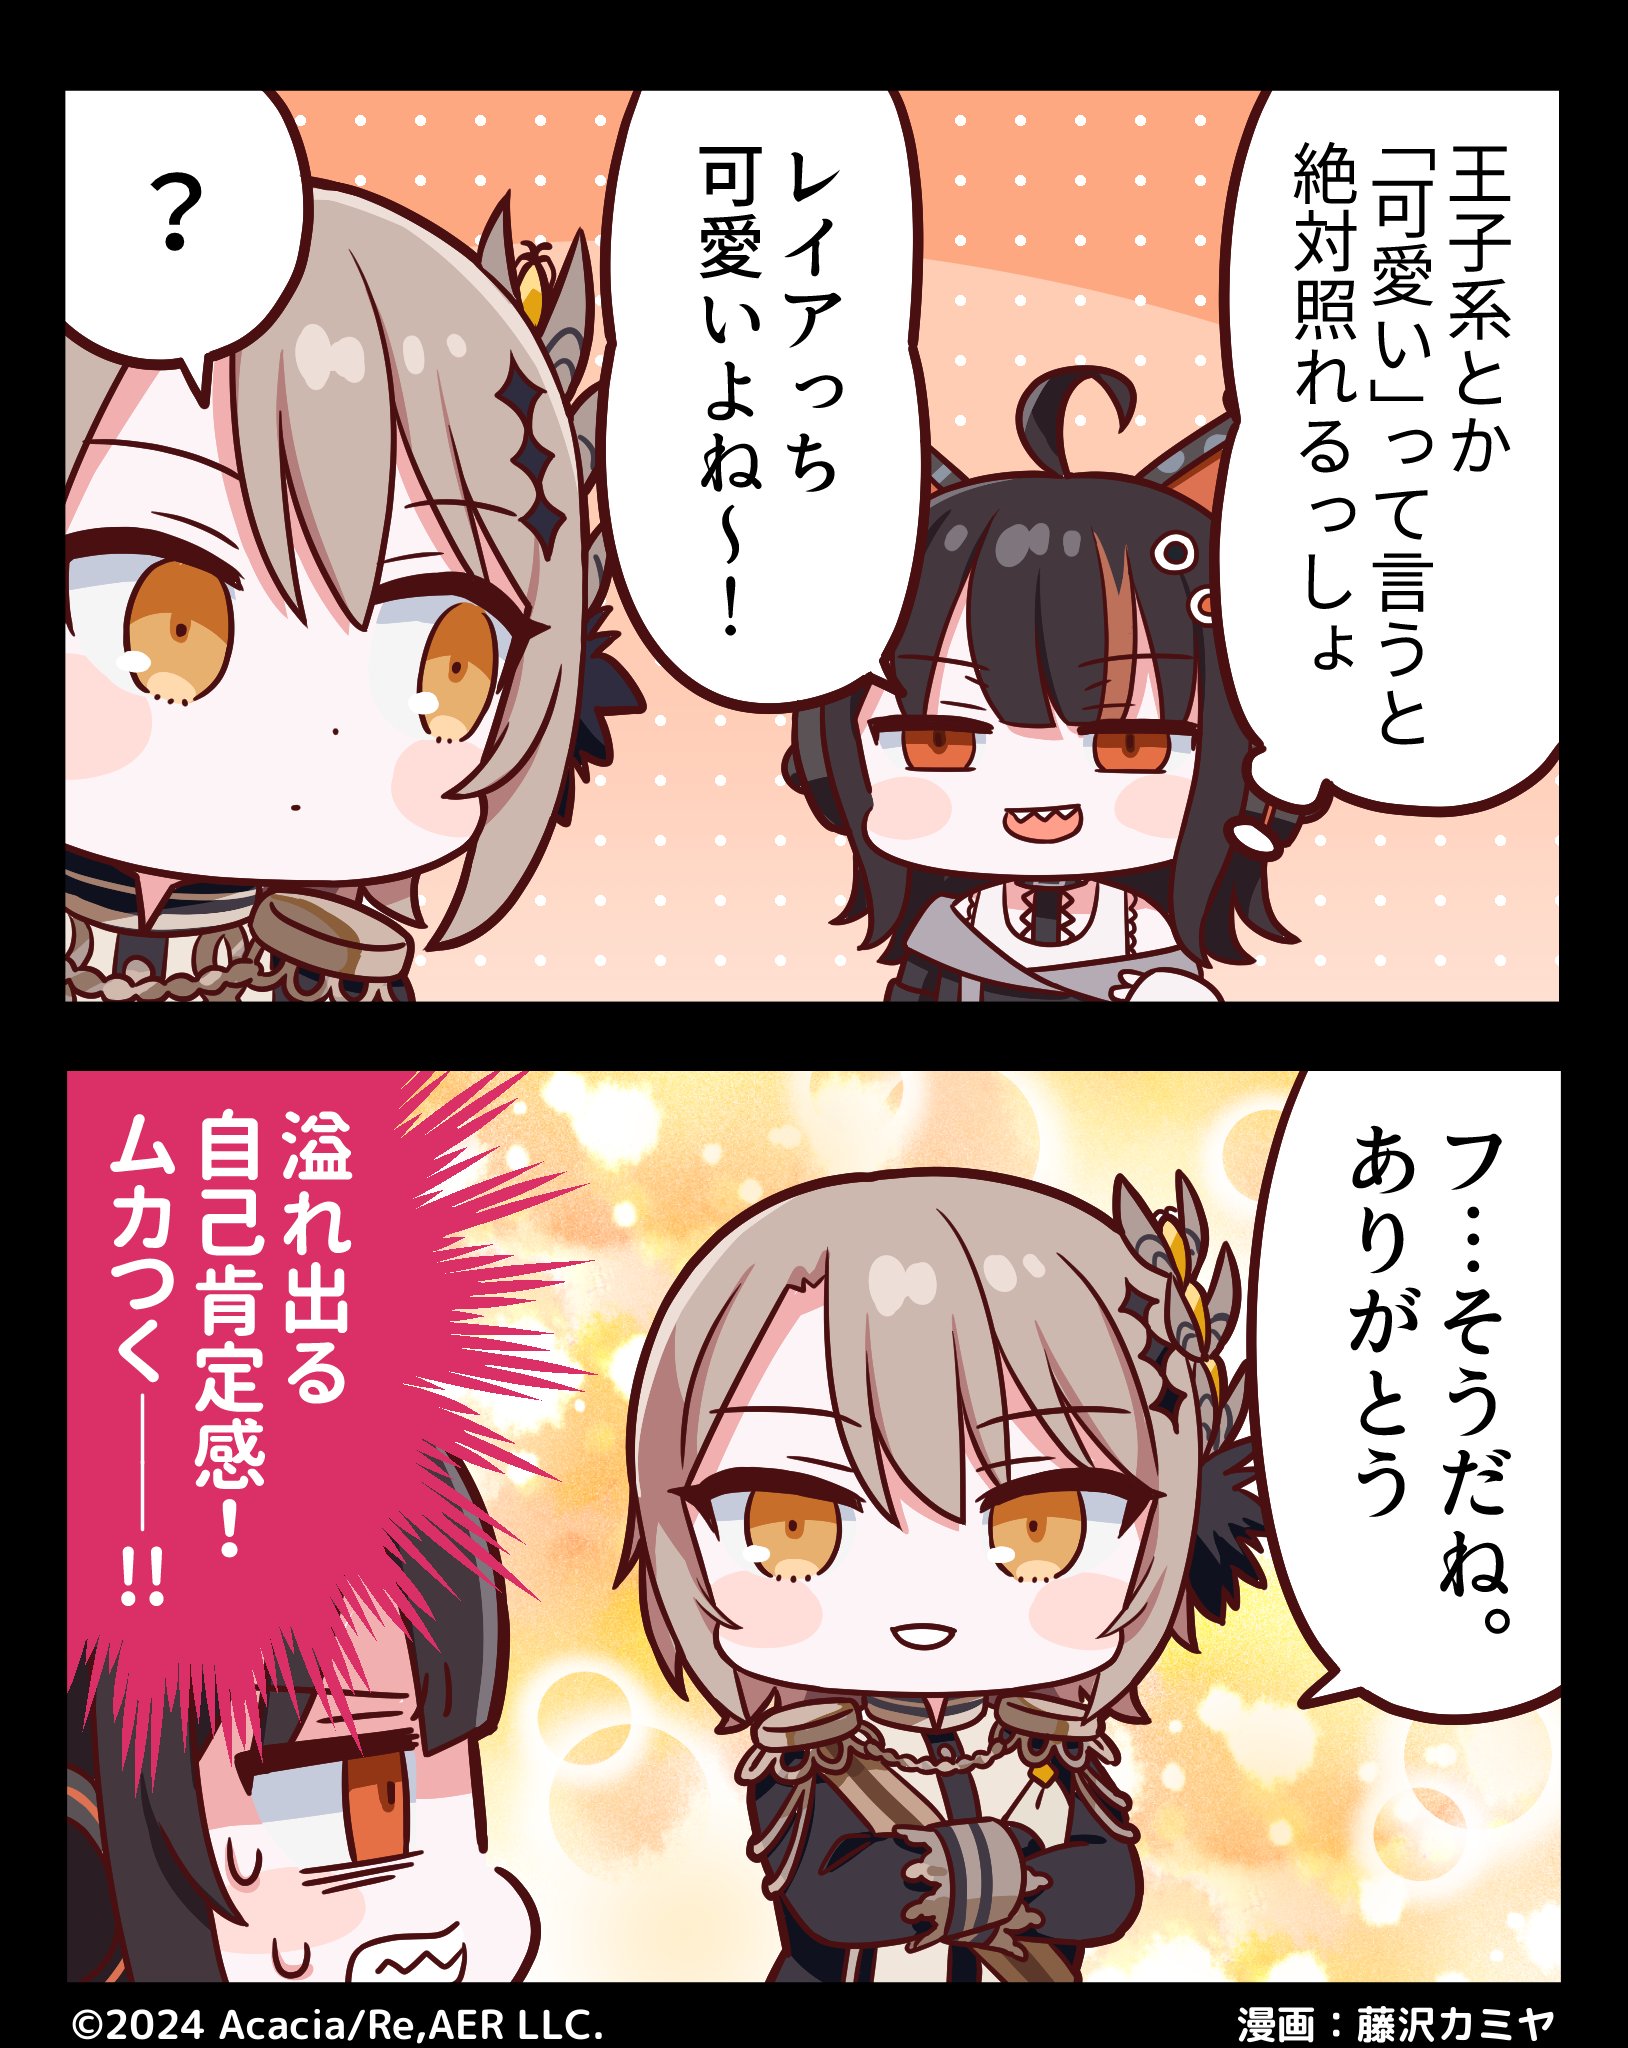 王子系とか
「可愛い」って言うと
絶対照れるっしょ
レイアっち
可愛いよね～！
？
フ…そうだね。
ありがとう
溢れ出る
自己肯定感！
ムカつく――!!
©2024 Acacia/Re,AER LLC.
漫画：藤沢カミヤ